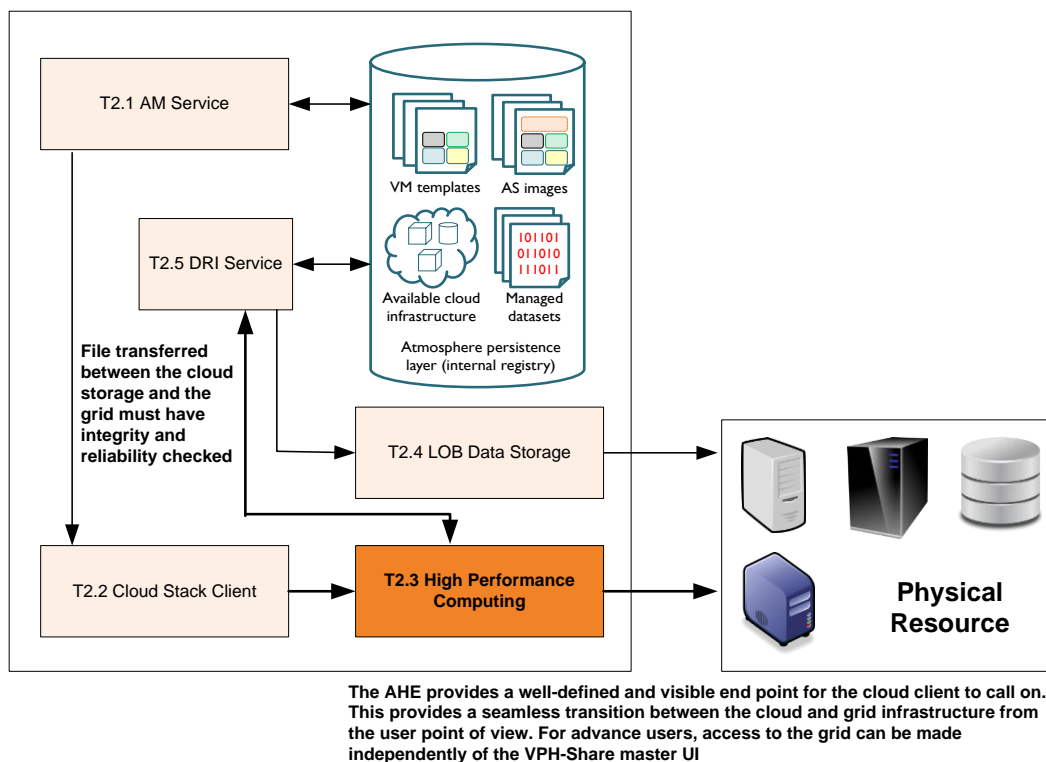 T2.1 AM Service
VM templates
AS images
T2.5 DRI Service
101101
011010
111011
Available cloud
infrastructure
Managed
datasets
Atmosphere persistence
layer (internal registry)
File transferred
between the cloud
storage and the
grid must have
integrity and
reliability checked
T2.4 LOB Data Storage
T2.2 Cloud Stack Client
T2.3 High Performance
Computing
Physical
Resource
The AHE provides a well-defined and visible end point for the cloud client to call on.
This provides a seamless transition between the cloud and grid infrastructure from
the user point of view. For advance users, access to the grid can be made
independently of the VPH-Share master UI